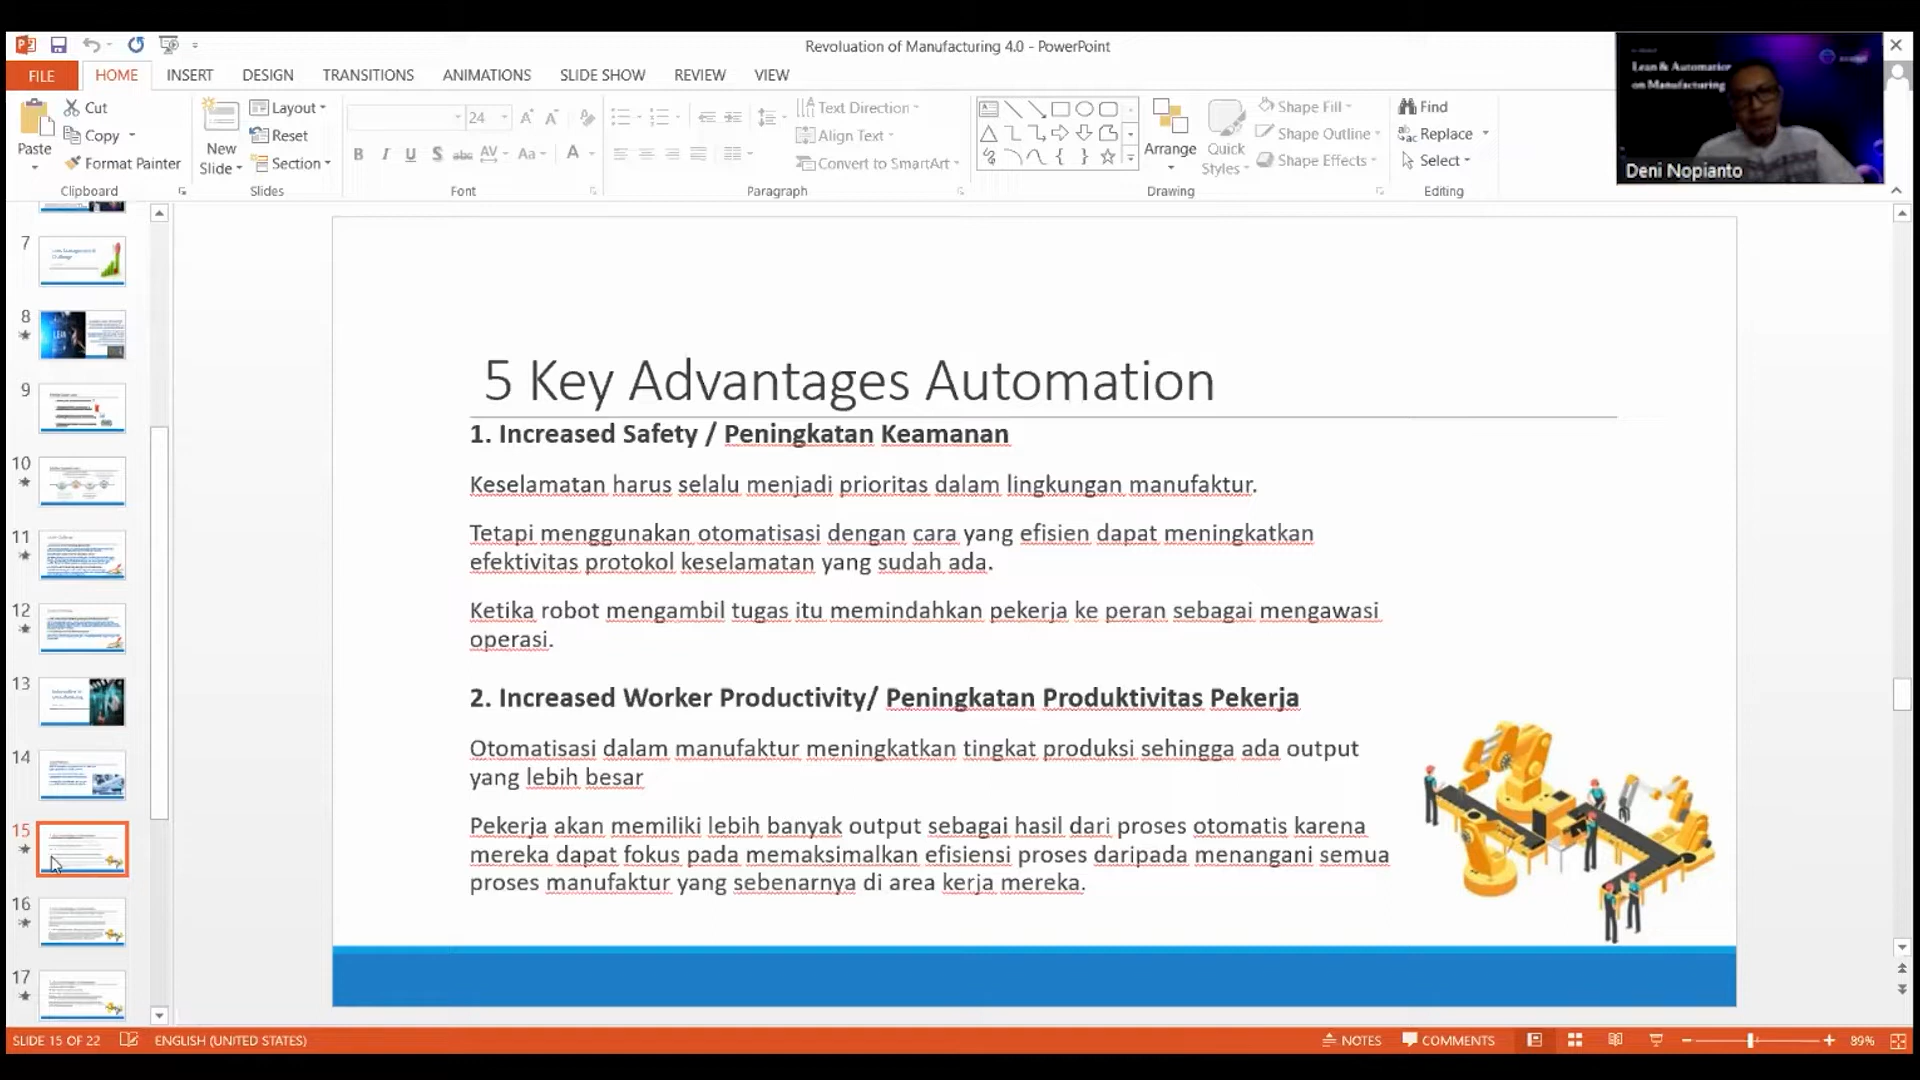 Revoluation of Manufacturing 4.0 - PowerPoint
FILE
HOME
INSERT
DESIGN
TRANSITIONS
ANIMATIONS
SLIDE SHOW
REVIEW
VIEW
Paste
Cut
Copy
Format Painter
Clipboard
New
Slide
Layout
Reset
Section
Slides
24
Font
Text Direction
Align Text
Convert to SmartArt
Paragraph
Arrange
Quick
Styles
Shape Fill
Shape Outline
Shape Effects
Drawing
Find
Replace
Select
Editing
Lean & Automation
on Manufacturing
Deni Nopianto
7
8
9
10
11
12
13
14
15
16
17
5 Key Advantages Automation
1. Increased Safety / Peningkatan Keamanan
Keselamatan harus selalu menjadi prioritas dalam lingkungan manufaktur.
Tetapi menggunakan otomatisasi dengan cara yang efisien dapat meningkatkan
efektivitas protokol keselamatan yang sudah ada.
Ketika robot mengambil tugas itu memindahkan pekerja ke peran sebagai mengawasi
operasi.
2. Increased Worker Productivity/ Peningkatan Produktivitas Pekerja
Otomatisasi dalam manufaktur meningkatkan tingkat produksi sehingga ada output
yang lebih besar
Pekerja akan memiliki lebih banyak output sebagai hasil dari proses otomatis karena
mereka dapat fokus pada memaksimalkan efisiensi proses daripada menangani semua
proses manufaktur yang sebenarnya di area kerja mereka.
SLIDE 15 OF 22
ENGLISH (UNITED STATES)
NOTES
COMMENTS
89%